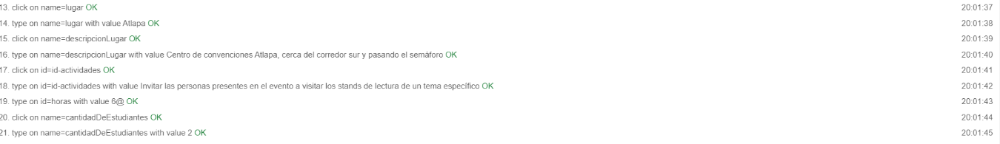 13. click on name=lugar OK 20:01:37
14. type on name=lugar with value Atlapa OK 20:01:38
15. click on name=descripcionLugar OK 20:01:39
16. type on name=descripcionLugar with value Centro de convenciones Atlapa, cerca del corredor sur y pasando el semáforo OK 20:01:40
17. click on id=id-actividades OK 20:01:41
18. type on id=id-actividades with value Invitar las personas presentes en el evento a visitar los stands de lectura de un tema específico OK 20:01:42
19. type on id=horas with value 6@ OK 20:01:43
20. click on name=cantidadDeEstudiantes OK 20:01:44
21. type on name=cantidadDeEstudiantes with value 2 OK 20:01:45